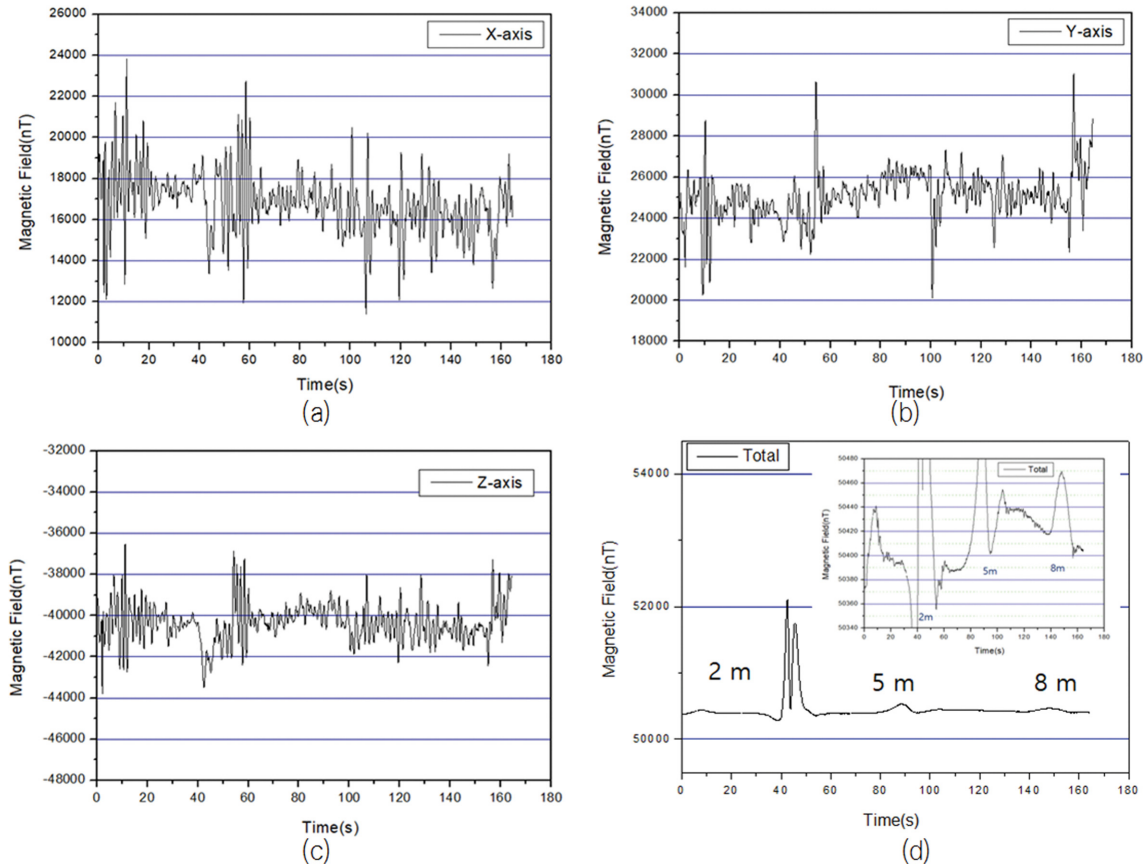 26000
24000
22000
20000
18000
16000
14000
12000
10000
Magnetic Field(nT)
X-axis
0 20 40 60 80 100 120 140 160 180
Time(s)
(a)
34000
32000
30000
28000
26000
24000
22000
20000
18000
Magnetic Field(nT)
Y-axis
0 20 40 60 80 100 120 140 160 180
Time(s)
(b)
-32000
-34000
-36000
-38000
-40000
-42000
-44000
-46000
-48000
Magnetic Field(nT)
Z-axis
0 20 40 60 80 100 120 140 160 180
Time(s)
(c)
54000
52000
50000
Magnetic Field(nT)
Total
2 m
5 m
8 m
0 20 40 60 80 100 120 140 160 180
Time(s)
50480
50460
50440
50420
50400
50380
50360
50340
Magnetic Field(nT)
Total
2m
5m
8m
0 20 40 60 80 100 120 140 160 180
Time(s)
(d)